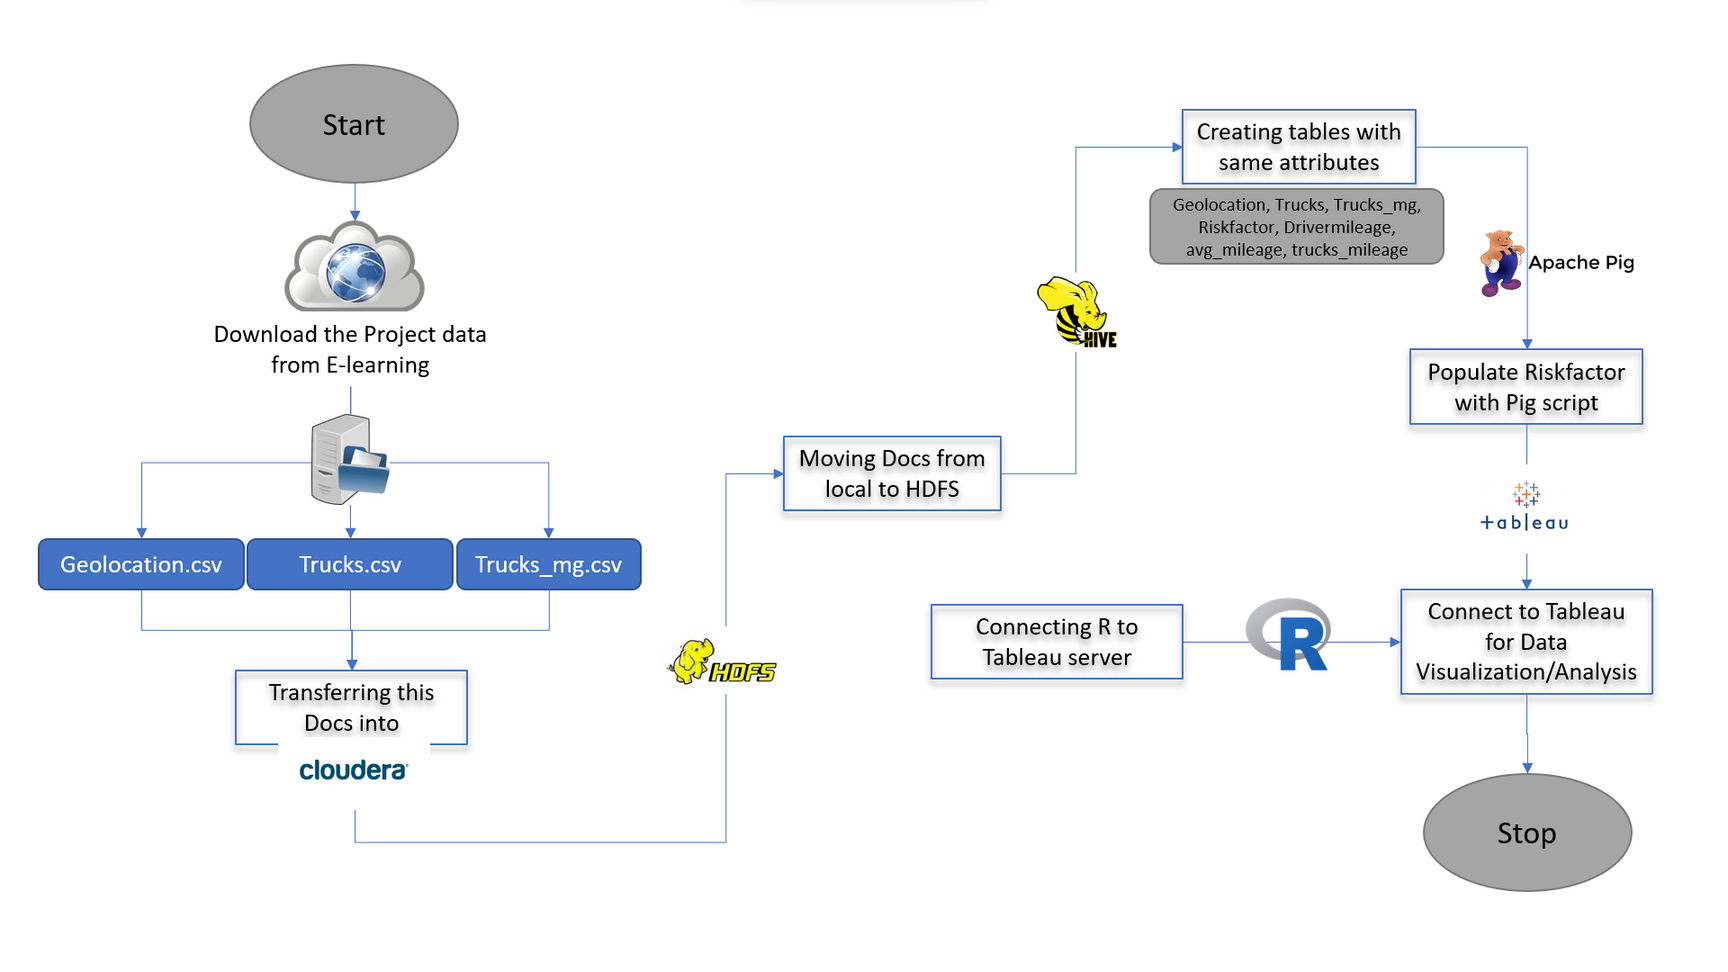 Start
Download the Project data
from E-learning
Geolocation.csv
Trucks.csv
Trucks_mg.csv
Transferring this
Docs into
cloudera
HDFS
Moving Docs from
local to HDFS
HIVE
Creating tables with
same attributes
Geolocation, Trucks, Trucks_mg,
Riskfactor, Drivermileage,
avg_mileage, trucks_mileage
Apache Pig
Populate Riskfactor
with Pig script
+ableau
Connecting R to
Tableau server
R
Connect to Tableau
for Data
Visualization/Analysis
Stop